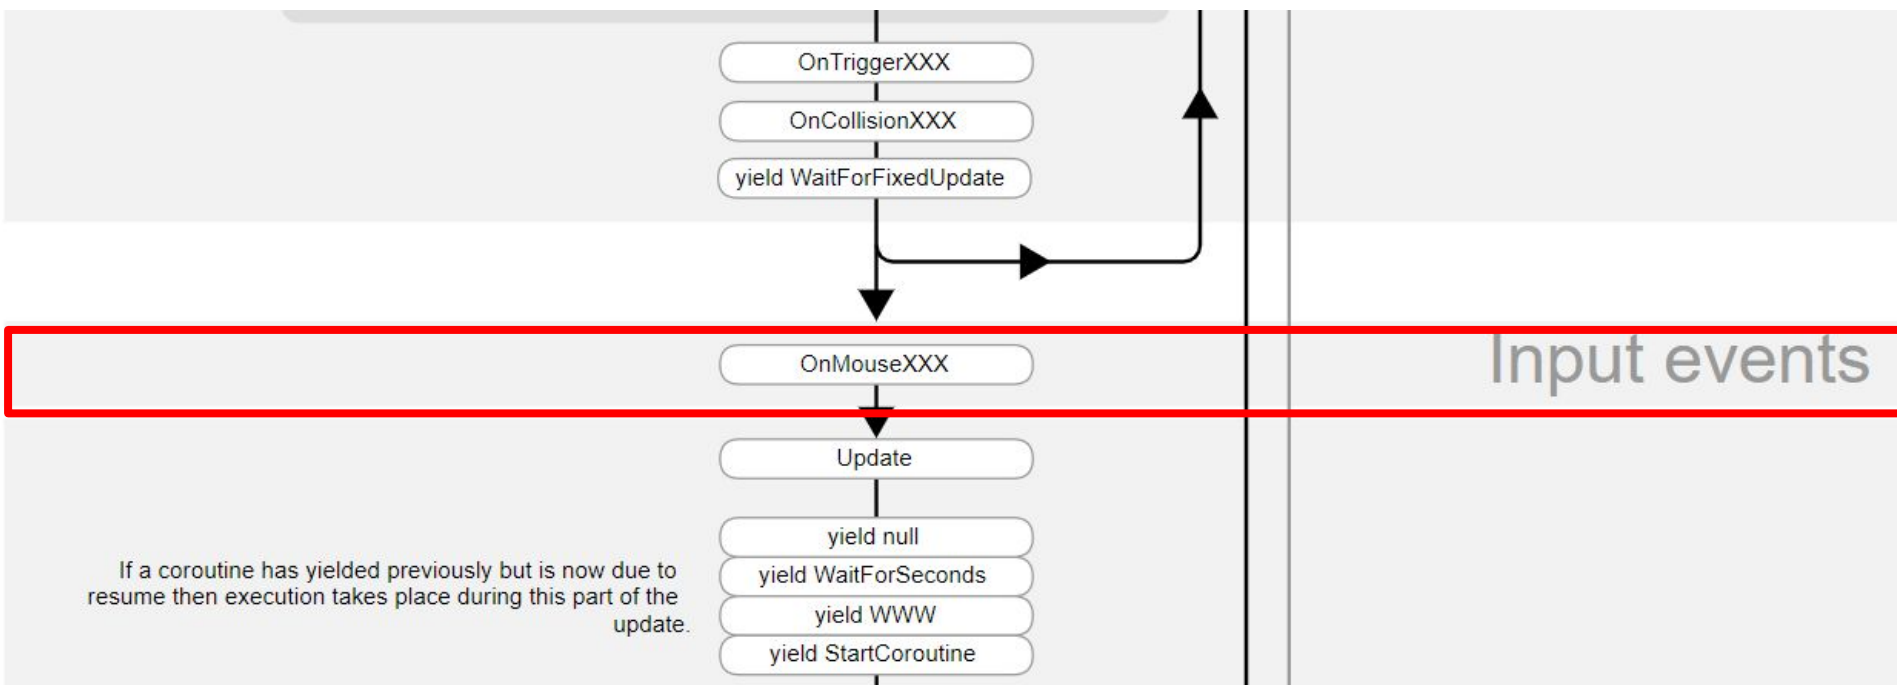 OnTriggerXXX
OnCollisionXXX
yield WaitForFixedUpdate
OnMouseXXX
Input events
Update
yield null
yield WaitForSeconds
yield WWW
yield StartCoroutine
If a coroutine has yielded previously but is now due to
resume then execution takes place during this part of the
update.